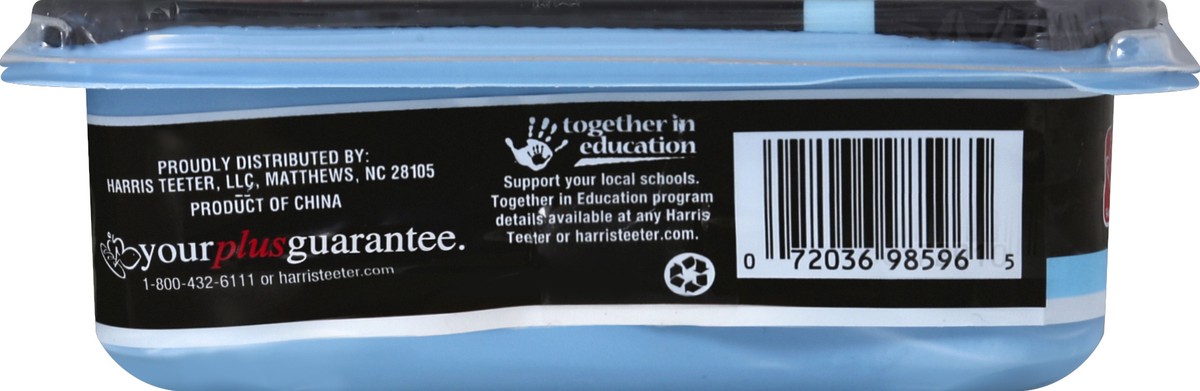 PROUDLY DISTRIBUTED BY:
HARRIS TEETER, LLC, MATTHEWS, NC 28105
PRODUCT OF CHINA
yourplusguarantee.
1-800-432-6111 or harristeeter.com
together in
education
Support your local schools.
Together in Education program
details available at any Harris
Teeter or harristeeter.com.
0 72036 98596 5